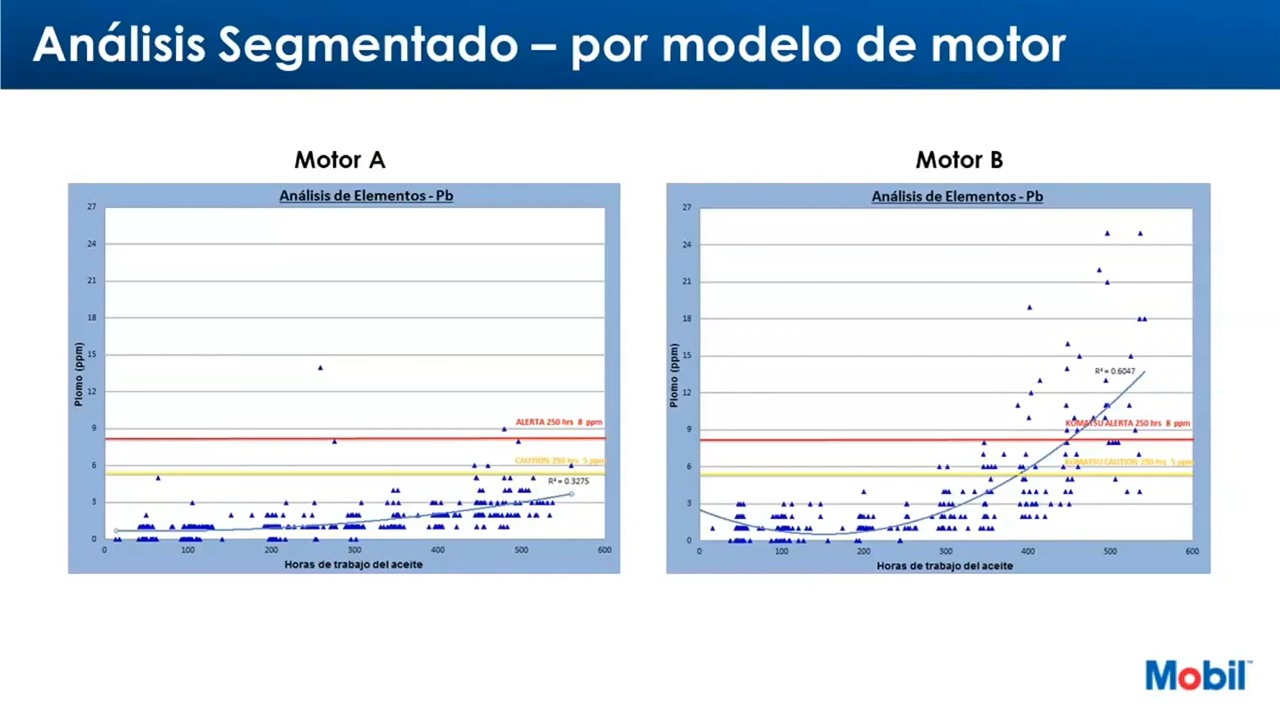 Análisis Segmentado – por modelo de motor
Motor A
Motor B
Análisis de Elementos - Pb
27
24
21
18
15
12
9
6
3
0
Plomo (ppm)
ALERTA 250 hrs 8 ppm
CAUTION 250 hrs 5 ppm
R² = 0.3275
0
100
200
300
400
500
600
Horas de trabajo del aceite
Análisis de Elementos - Pb
27
24
21
18
15
12
9
6
3
0
Plomo (ppm)
R² = 0.6047
KOMATSU ALERTA 250 hrs 8 ppm
KOMATSU CAUTION 250 hrs 5 ppm
0
100
200
300
400
500
600
Horas de trabajo del aceite
Mobil™